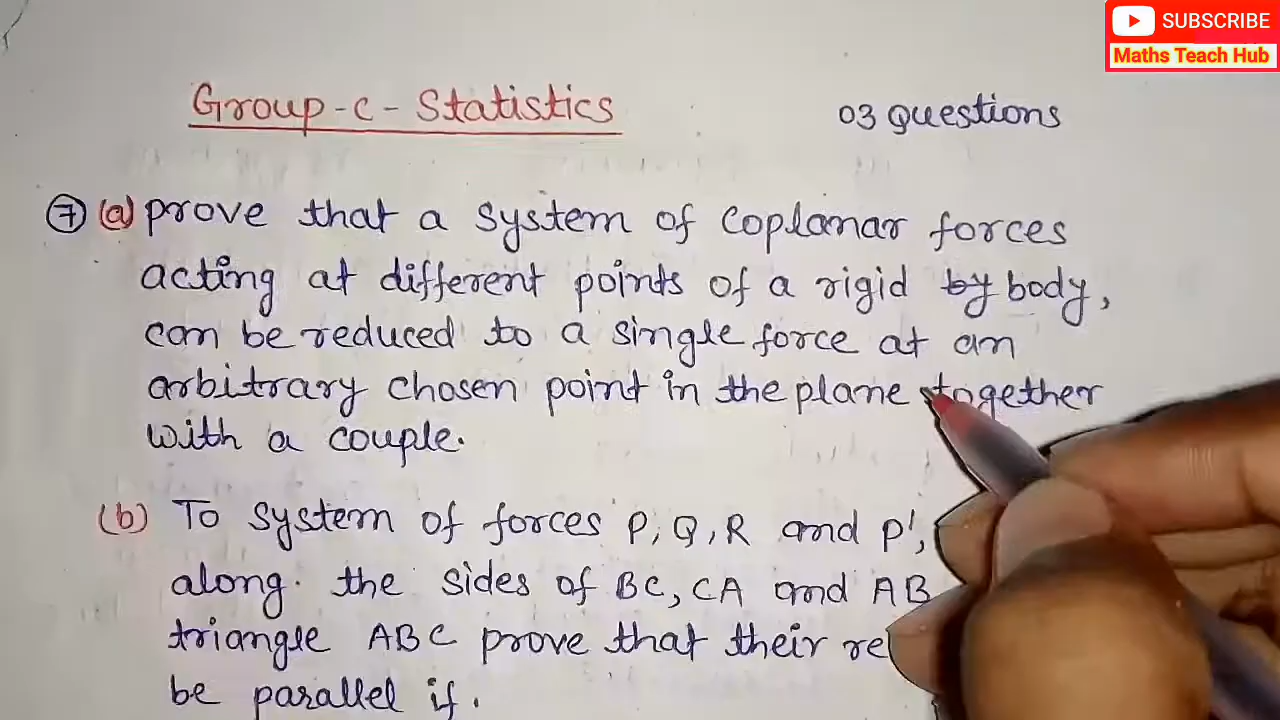 SUBSCRIBE
Maths Teach Hub
Group-C-Statistics
03 Questions
7 (a) prove that a system of coplanar forces
acting at different points of a rigid by body,
can be reduced to a single force at an
arbitrary chosen point in the plane together
with a couple.
(b) To system of forces P, Q, R and P',
along. the sides of BC, CA and AB
triangle ABC prove that their
be parallel if.